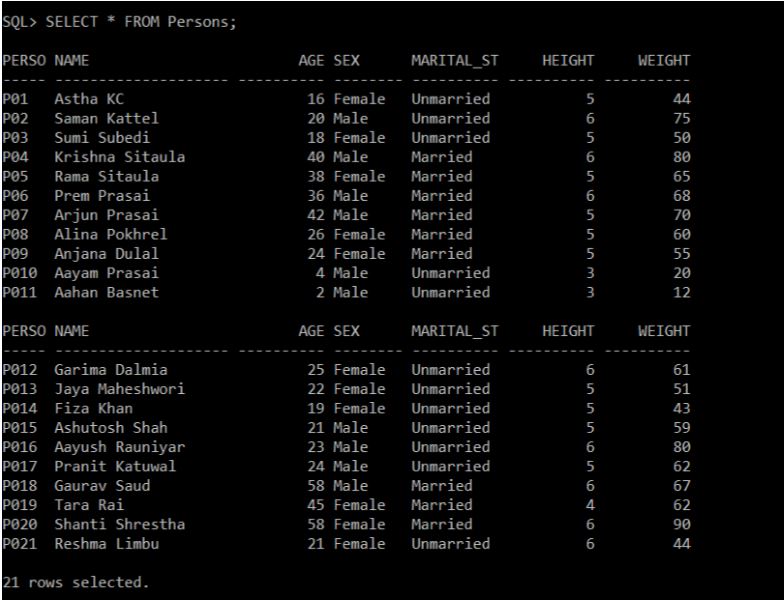 SQL> SELECT * FROM Persons;
PERSO NAME                        AGE SEX      MARITAL_ST     HEIGHT     WEIGHT
----- -------------------- ---------- -------- ---------- ---------- ----------
P01   Astha KC                     16 Female   Unmarried           5         44
P02   Saman Kattel                 20 Male     Unmarried           6         75
P03   Sumi Subedi                  18 Female   Unmarried           5         50
P04   Krishna Sitaula              40 Male     Married             6         80
P05   Rama Sitaula                 38 Female   Married             5         65
P06   Prem Prasai                  36 Male     Married             6         68
P07   Arjun Prasai                 42 Male     Married             5         70
P08   Alina Pokhrel                26 Female   Married             5         60
P09   Anjana Dulal                 24 Female   Married             5         55
P010  Aayam Prasai                  4 Male     Unmarried           3         20
P011  Aahan Basnet                  2 Male     Unmarried           3         12
PERSO NAME                        AGE SEX      MARITAL_ST     HEIGHT     WEIGHT
----- -------------------- ---------- -------- ---------- ---------- ----------
P012  Garima Dalmia                25 Female   Unmarried           6         61
P013  Jaya Maheshwori              22 Female   Unmarried           5         51
P014  Fiza Khan                    19 Female   Unmarried           5         43
P015  Ashutosh Shah                21 Male     Unmarried           5         59
P016  Aayush Rauniyar              23 Male     Unmarried           6         80
P017  Pranit Katuwal               24 Male     Unmarried           5         62
P018  Gaurav Saud                  58 Male     Married             6         67
P019  Tara Rai                     45 Female   Married             4         62
P020  Shanti Shrestha              58 Female   Married             6         90
P021  Reshma Limbu                 21 Female   Unmarried           6         44
21 rows selected.